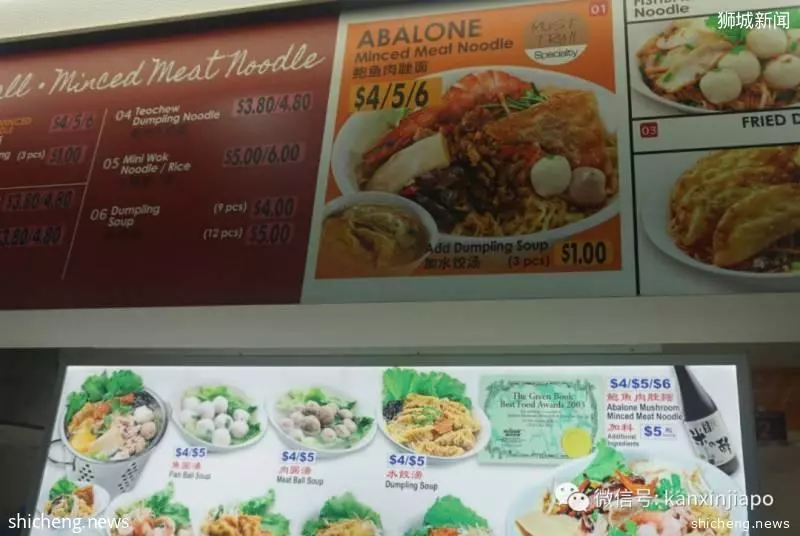 狮城新闻
all • Minced Meat Noodle
$4/5/6
(3 pcs) $1.00
$3.80/4.80
$3.80/4.80
04 Teochew
Dumpling Noodle
$3.80/4.80
05 Mini Wok
Noodle / Rice
$5.00/6.00
06 Dumpling
Soup
(9 pcs) $4.00
(12 pcs) $5.00
ABALONE
Minced Meat Noodle
鲍鱼肉脞面
$4/5/6
MUST
TRY!
Specialty
01
Add Dumpling Soup
加水饺汤 (3 pcs) $1.00
Noodle
03
FRIED D
$4/$5
鱼圆汤
Fish Ball Soup
$4/$5
肉圆汤
Meat Ball Soup
$4/$5
水饺汤
Dumpling Soup
The Green Book
Best Food Awards 2003
$4/$5/$6
鲍鱼肉脞面
Abalone Mushroom
Minced Meat Noodle
加料
Additional
Ingredients
$5
微信号: kanxinjiapo
shicheng.news
shicheng.news